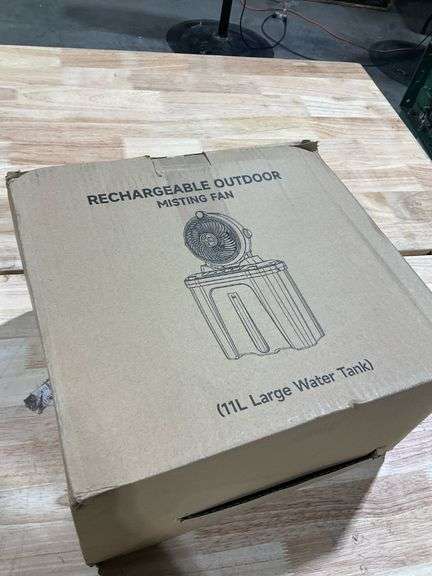 RECHARGEABLE OUTDOOR
MISTING FAN
(11L Large Water Tank)